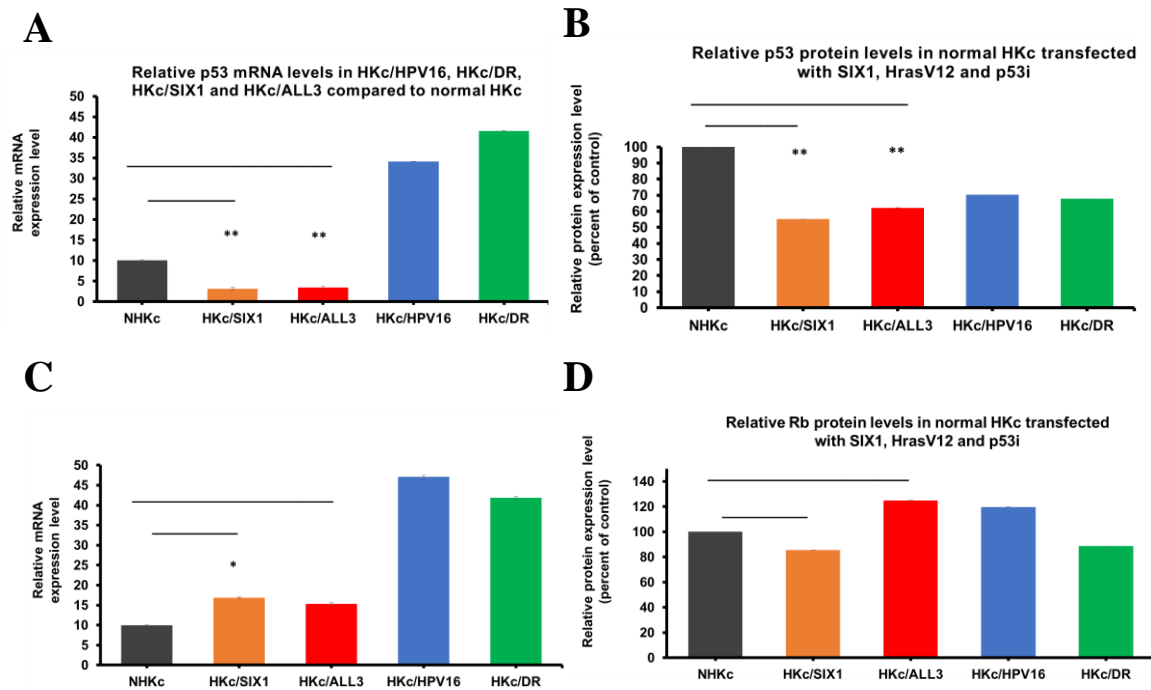 A
Relative p53 mRNA levels in HKc/HPV16, HKc/DR,
HKc/SIX1 and HKc/ALL3 compared to normal HKc
Relative mRNA
expression level
50
45
40
35
30
25
20
15
10
5
0
**
**
NHKc
HKc/SIX1
HKc/ALL3
HKc/HPV16
HKc/DR
B
Relative p53 protein levels in normal HKc transfected
with SIX1, HrasV12 and p53i
Relative protein expression level
(percent of control)
100
90
80
70
60
50
40
30
20
10
0
**
**
NHKc
HKc/SIX1
HKc/ALL3
HKc/HPV16
HKc/DR
C
Relative mRNA
expression level
50
45
40
35
30
25
20
15
10
5
0
*
NHKc
HKc/SIX1
HKc/ALL3
HKc/HPV16
HKc/DR
D
Relative Rb protein levels in normal HKc transfected
with SIX1, HrasV12 and p53i
Relative protein expression level
(percent of control)
140
120
100
80
60
40
20
0
NHKc
HKc/SIX1
HKc/ALL3
HKc/HPV16
HKc/DR